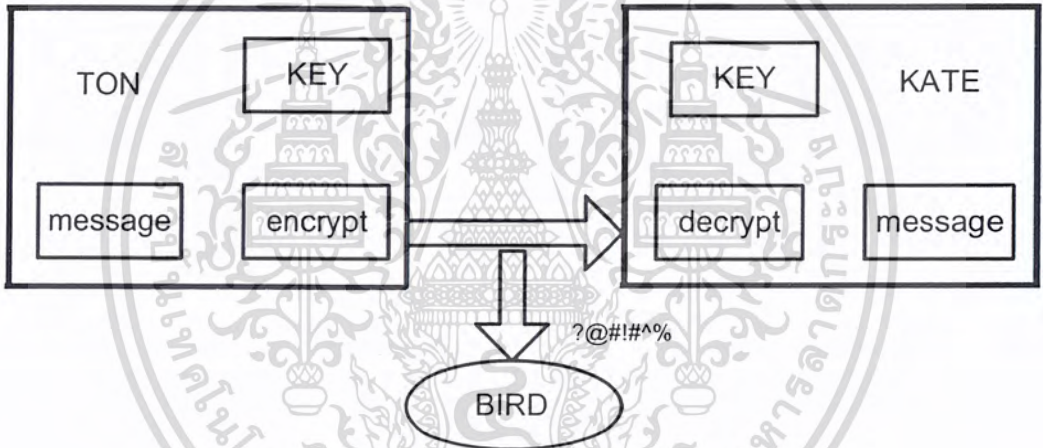 TON
KEY
message
encrypt
KEY
KATE
decrypt
message
?@#!#^%
BIRD